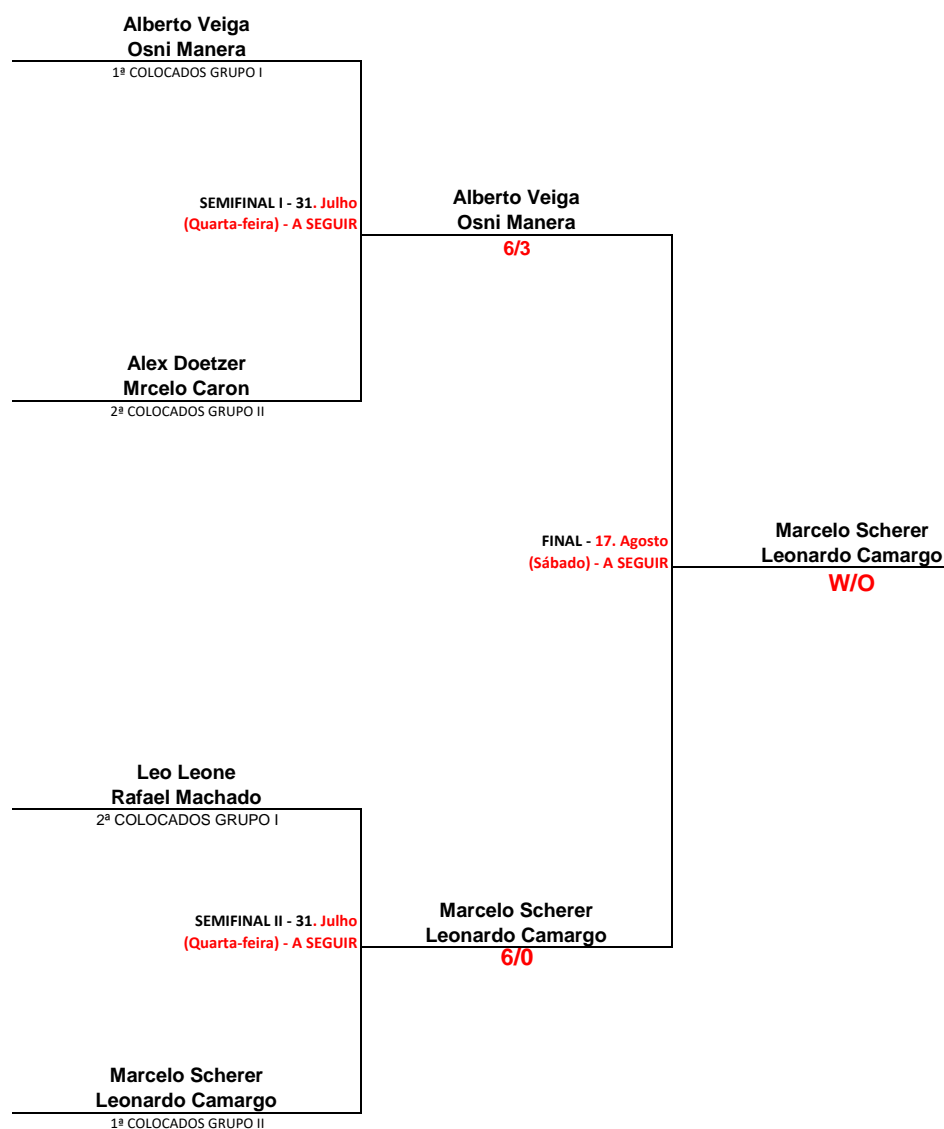 Alberto Veiga
Osni Manera
1ª COLOCADOS GRUPO I
SEMIFINAL I - 31. Julho
(Quarta-feira) - A SEGUIR
Alberto Veiga
Osni Manera
6/3
Alex Doetzer
Mrcelo Caron
2ª COLOCADOS GRUPO II
FINAL - 17. Agosto
(Sábado) - A SEGUIR
Marcelo Scherer
Leonardo Camargo
W/O
Leo Leone
Rafael Machado
2ª COLOCADOS GRUPO I
SEMIFINAL II - 31. Julho
(Quarta-feira) - A SEGUIR
Marcelo Scherer
Leonardo Camargo
6/0
Marcelo Scherer
Leonardo Camargo
1ª COLOCADOS GRUPO II